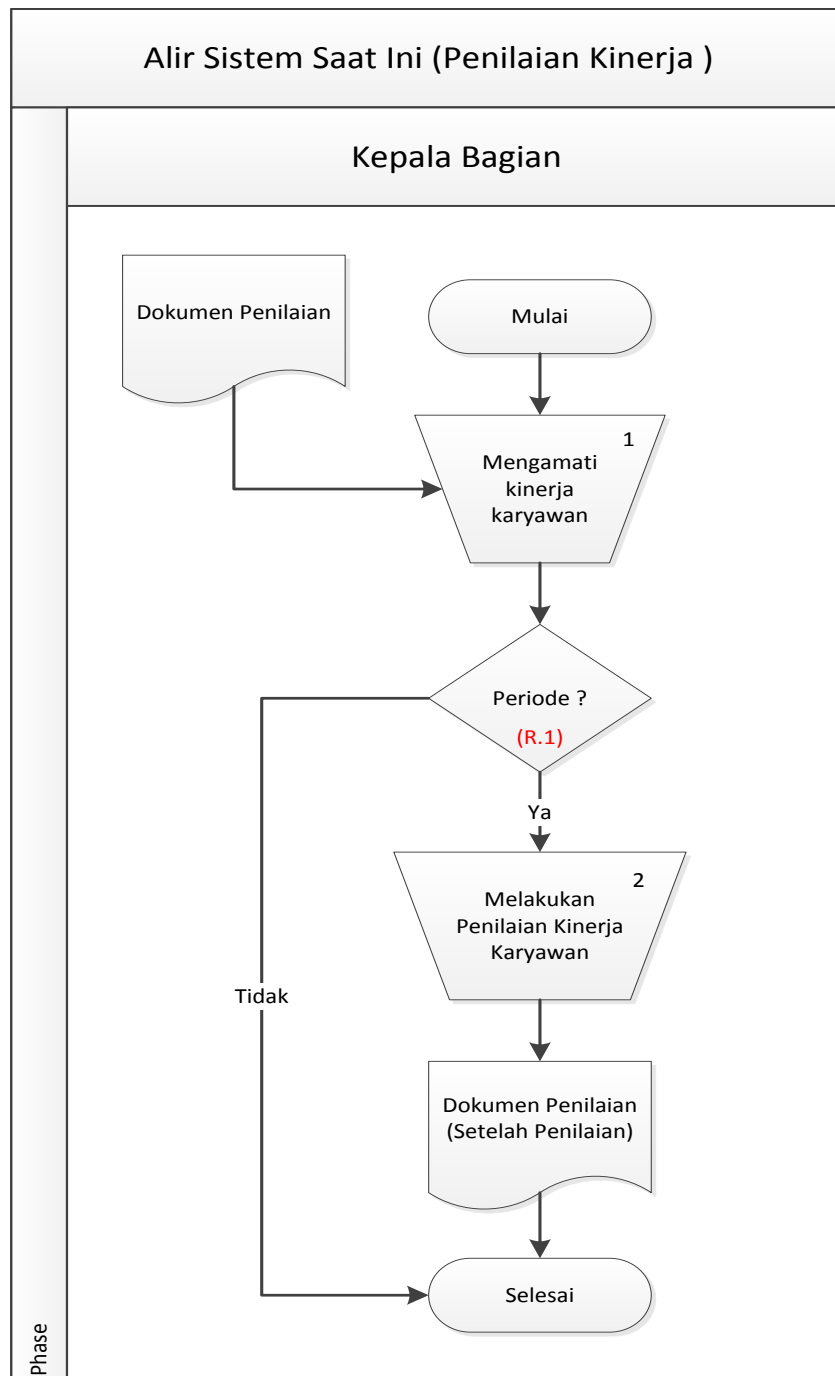 Alir Sistem Saat Ini (Penilaian Kinerja )
Kepala Bagian
Dokumen Penilaian
Mulai
1
Mengamati
kinerja
karyawan
Periode ?
(R.1)
Ya
2
Melakukan
Penilaian Kinerja
Karyawan
Tidak
Dokumen Penilaian
(Setelah Penilaian)
Selesai
Phase